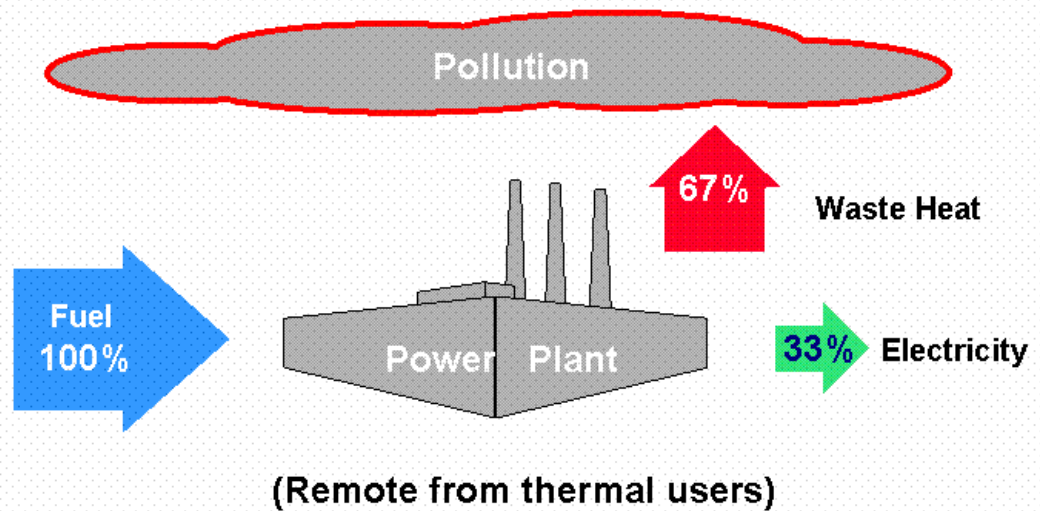 Pollution
67%
Waste Heat
Fuel
100%
Power Plant
33%
Electricity
(Remote from thermal users)